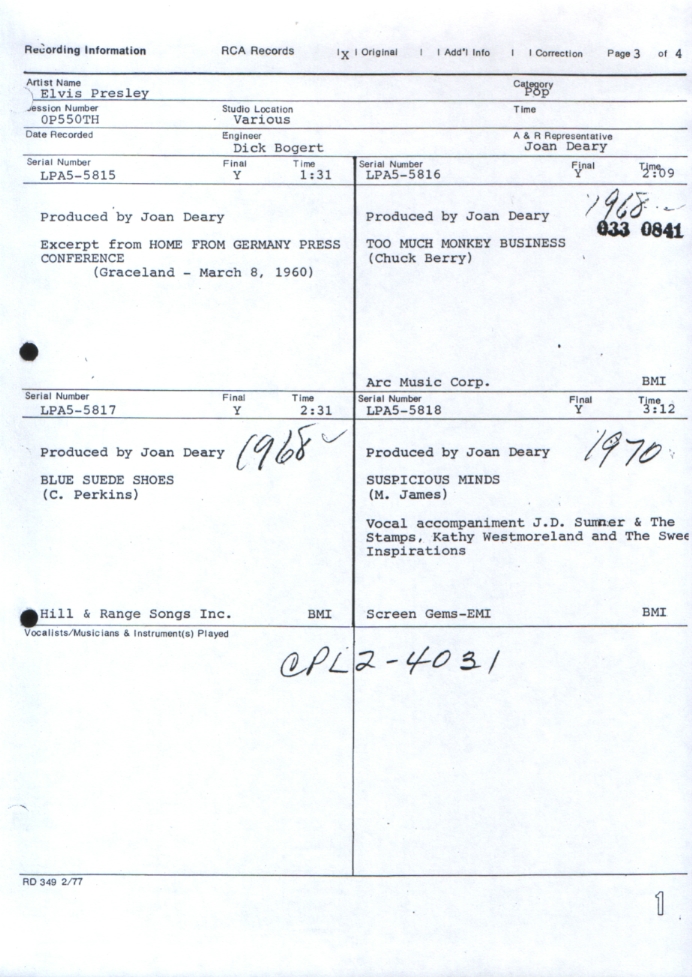 Recording Information RCA Records |X| Original | | Add'l Info | | Correction Page 3 of 4
Artist Name Category
Elvis Presley Pop
Session Number Studio Location Time
OP550TH Various
Date Recorded Engineer A & R Representative
Dick Bogert Joan Deary
Serial Number Final Time
LPA5-5815 Y 1:31
Produced by Joan Deary
Excerpt from HOME FROM GERMANY PRESS
CONFERENCE
(Graceland - March 8, 1960)
Serial Number Final Time
LPA5-5816 Y 2:09
1968
Produced by Joan Deary
033 0841
TOO MUCH MONKEY BUSINESS
(Chuck Berry)
Arc Music Corp. BMI
Serial Number Final Time
LPA5-5817 Y 2:31
Produced by Joan Deary 1968
BLUE SUEDE SHOES
(C. Perkins)
Hill & Range Songs Inc. BMI
Serial Number Final Time
LPA5-5818 Y 3:12
Produced by Joan Deary 1970
SUSPICIOUS MINDS
(M. James)
Vocal accompaniment J.D. Sumner & The
Stamps, Kathy Westmoreland and The Swee
Inspirations
Screen Gems-EMI BMI
Vocalists/Musicians & Instrument(s) Played
CPL2-4031
RD 349 2/77
1